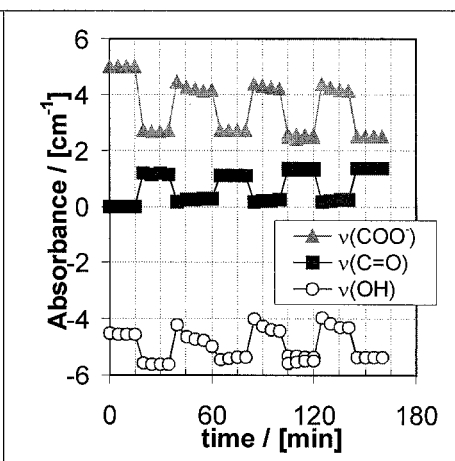 Absorbance / [cm⁻¹]
6
4
2
0
-2
-4
-6
ν(COO⁻)
ν(C=O)
ν(OH)
0
60
120
180
time / [min]